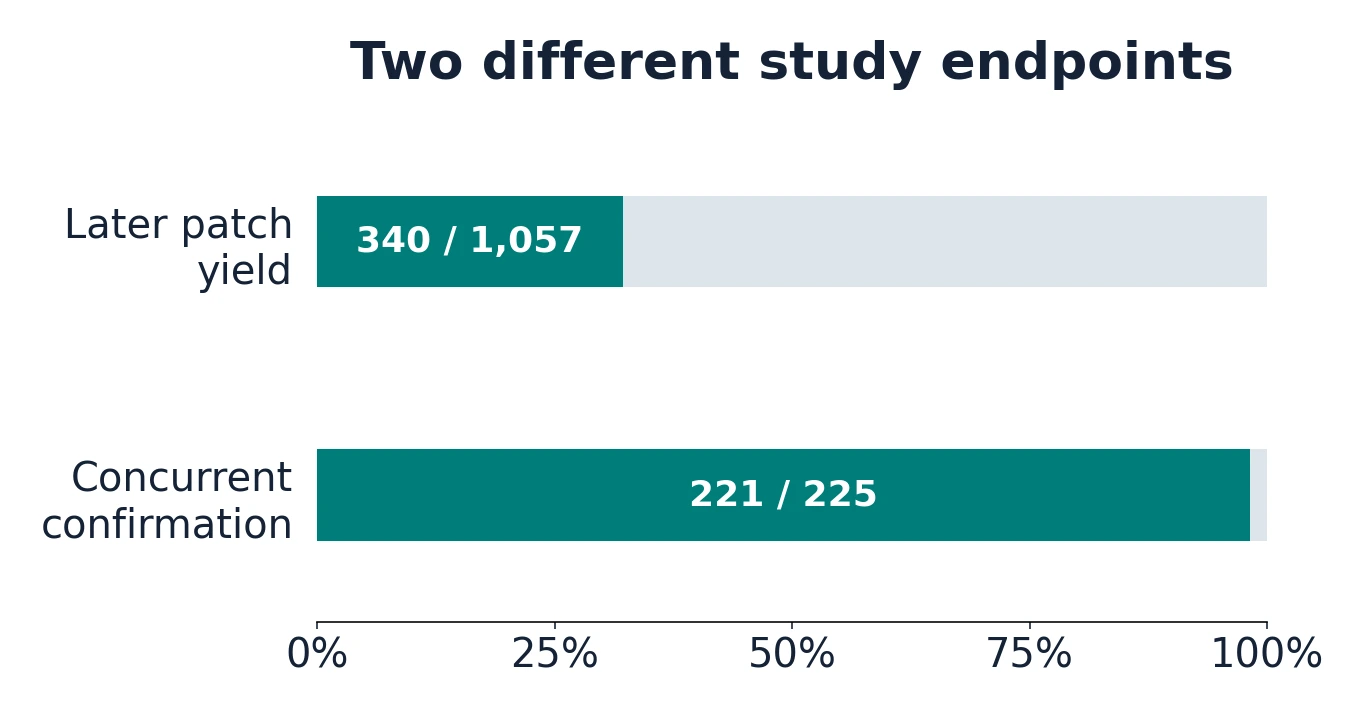 Two different study endpoints
Later patch
yield
340 / 1,057
Concurrent
confirmation
221 / 225
0% 25% 50% 75% 100%